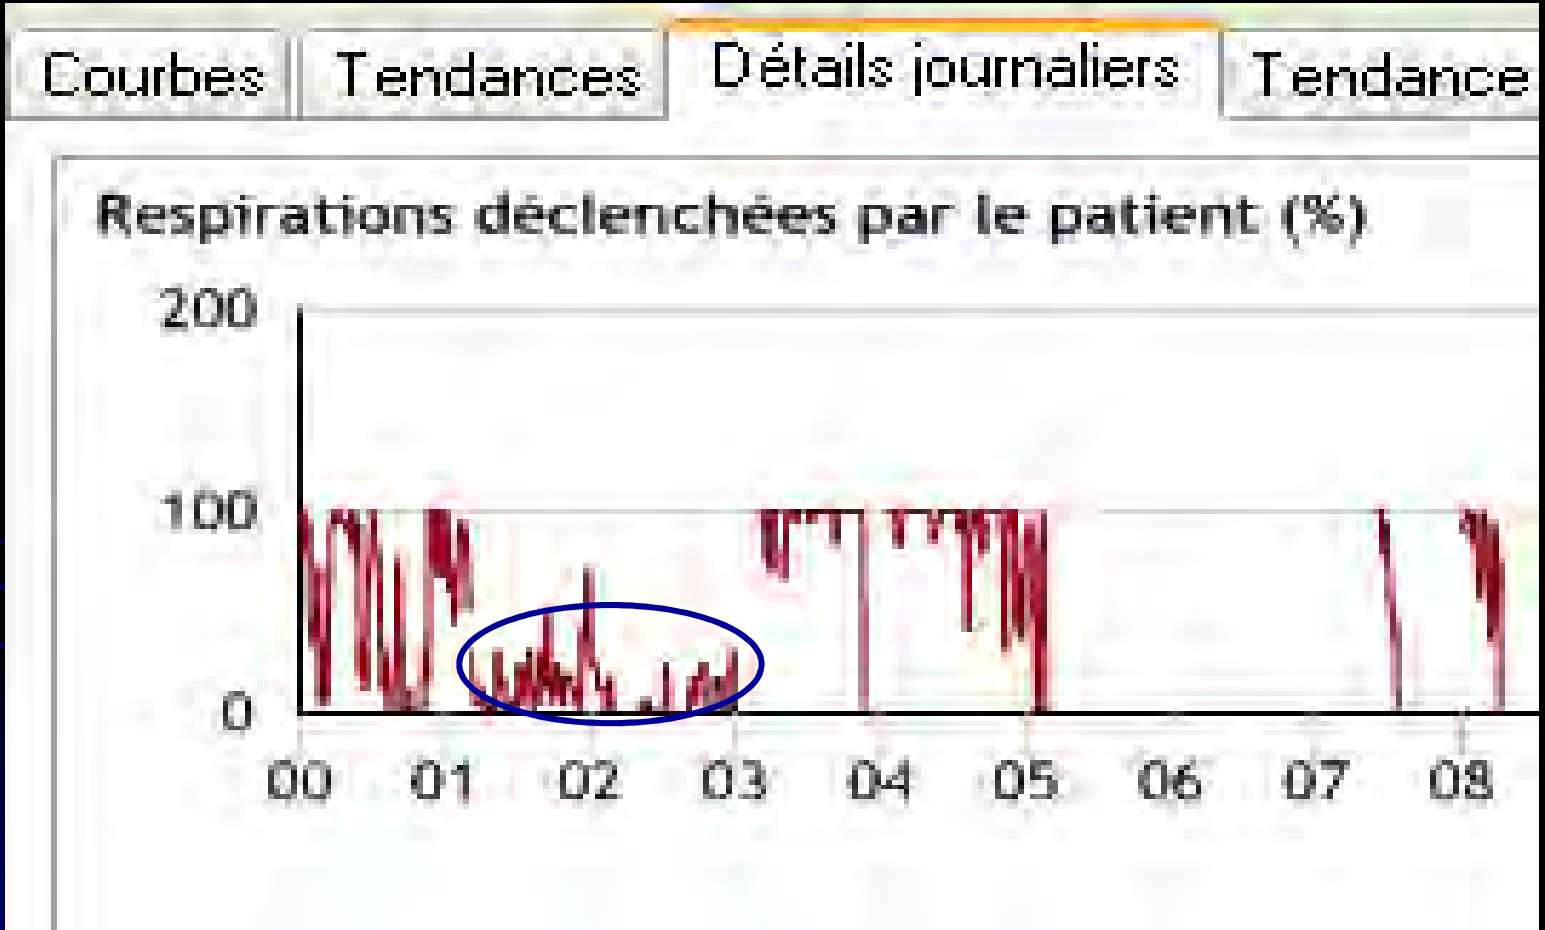 Courbes Tendances Détails journaliers Tendance
Respirations déclenchées par le patient (%)
200
100
0
00 01 02 03 04 05 06 07 08